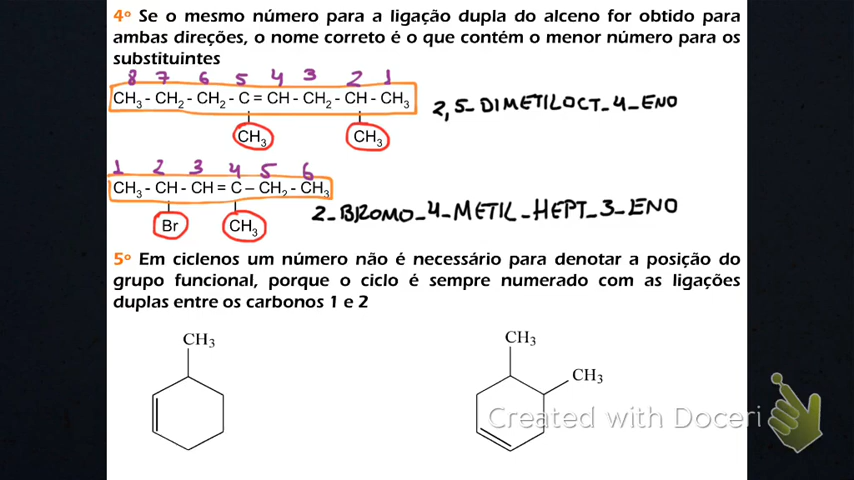 4º Se o mesmo número para a ligação dupla do alceno for obtido para
ambas direções, o nome correto é o que contém o menor número para os
substituintes
8 7 6 5 4 3 2 1
CH3 - CH2 - CH2 - C = CH - CH2 - CH - CH3
2,5-DIMETILOCT-4-ENO
CH3 CH3
1 2 3 4 5 6
CH3 - CH - CH = C – CH2 - CH3
2-BROMO-4-METIL-HEPT-3-ENO
Br CH3
5º Em ciclenos um número não é necessário para denotar a posição do
grupo funcional, porque o ciclo é sempre numerado com as ligações
duplas entre os carbonos 1 e 2
CH3 CH3
CH3
Created with Doceri